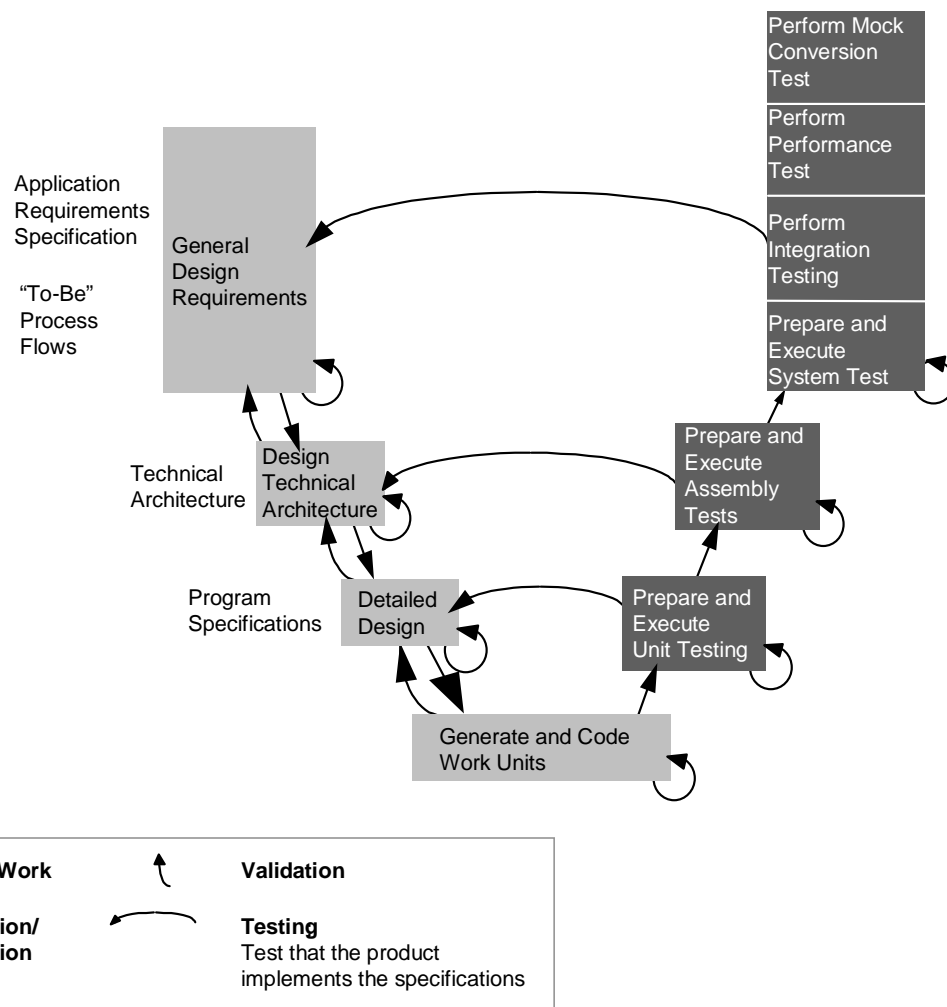 Perform Mock
Conversion
Test
Perform
Performance
Test
Perform
Integration
Testing
Prepare and
Execute
System Test
Application
Requirements
Specification
“To-Be”
Process
Flows
General
Design
Requirements
Technical
Architecture
Design
Technical
Architecture
Prepare and
Execute
Assembly
Tests
Program
Specifications
Detailed
Design
Prepare and
Execute
Unit Testing
Generate and Code
Work Units
Work
Validation
ion/
ion
Testing
Test that the product
implements the specifications